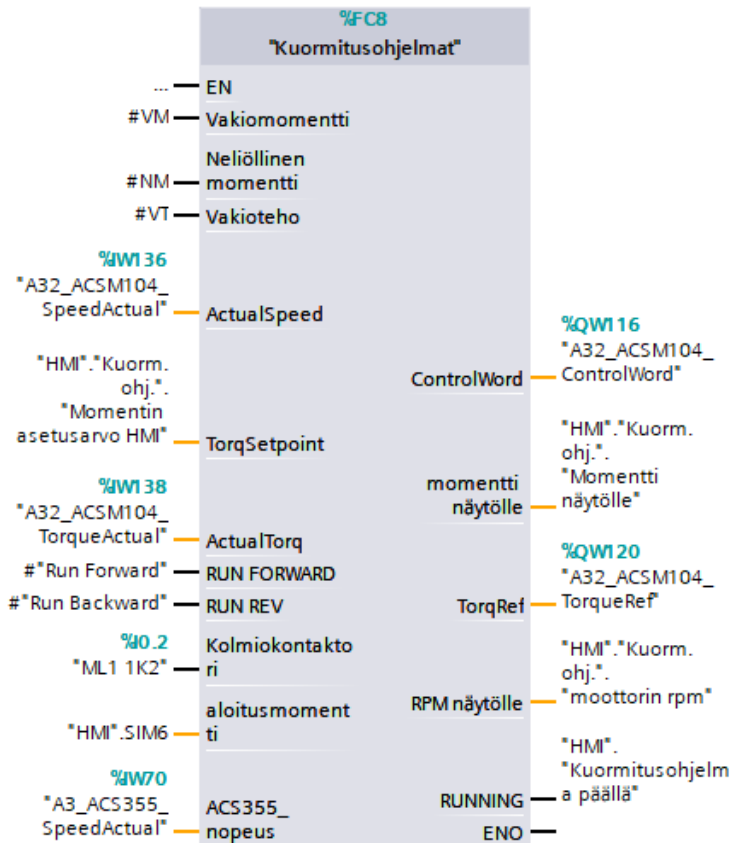 %FC8
"Kuormitusohjelmat"
...
EN
#VM
Vakiomomentti
Neliöllinen
#NM
momentti
#VT
Vakioteho
%IW136
"A32_ACSM104_
SpeedActual"
ActualSpeed
%QW116
"A32_ACSM104_
ControlWord
ControlWord"
"HMI"."Kuorm.
ohj.".
"Momentin
asetusarvo HMI"
TorqSetpoint
"HMI"."Kuorm.
ohj.".
"Momentti
näytölle"
momentti
näytölle
%IW138
"A32_ACSM104_
TorqueActual"
ActualTorq
#"Run Forward"
RUN FORWARD
#"Run Backward"
RUN REV
%QW120
"A32_ACSM104_
TorqRef
TorqueRef"
%I0.2
"ML1 1K2"
Kolmiokontakto
ri
"HMI"."Kuorm.
ohj.".
RPM näytölle
"moottorin rpm"
aloitusmoment
"HMI".SIM6
ti
%IW70
"A3_ACS355_
SpeedActual"
ACS355_
nopeus
"HMI".
"Kuormitusohjelm
RUNNING
a päällä"
ENO